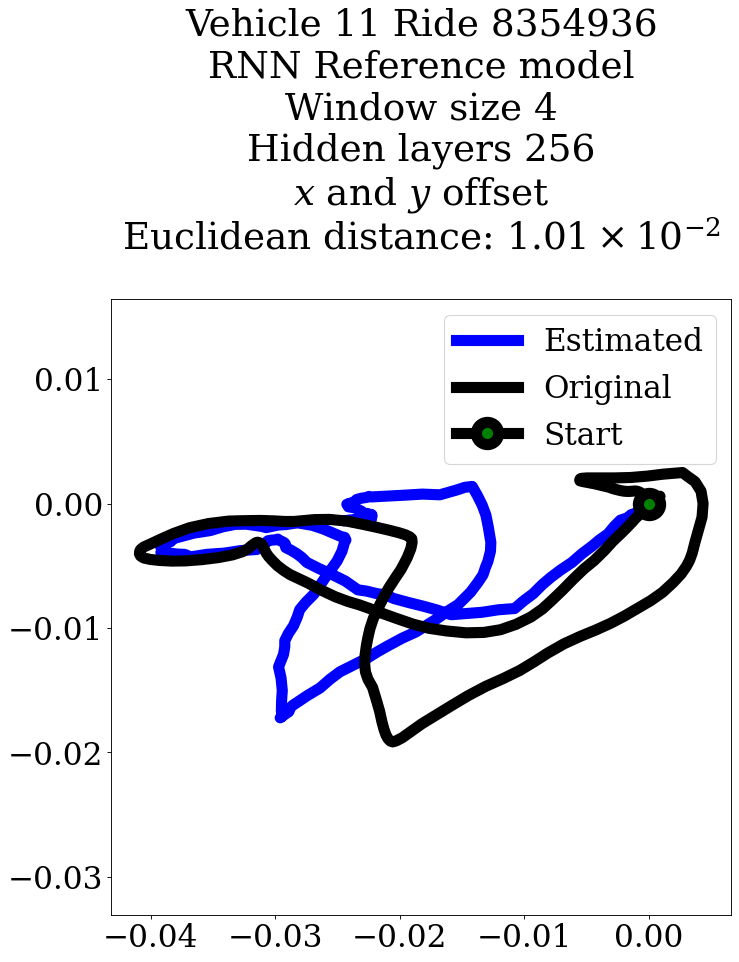 Vehicle 11 Ride 8354936
RNN Reference model
Window size 4
Hidden layers 256
x and y offset
Euclidean distance: 1.01 × 10⁻²
Estimated
Original
Start
0.01
0.00
−0.01
−0.02
−0.03
−0.04 −0.03 −0.02 −0.01 0.00